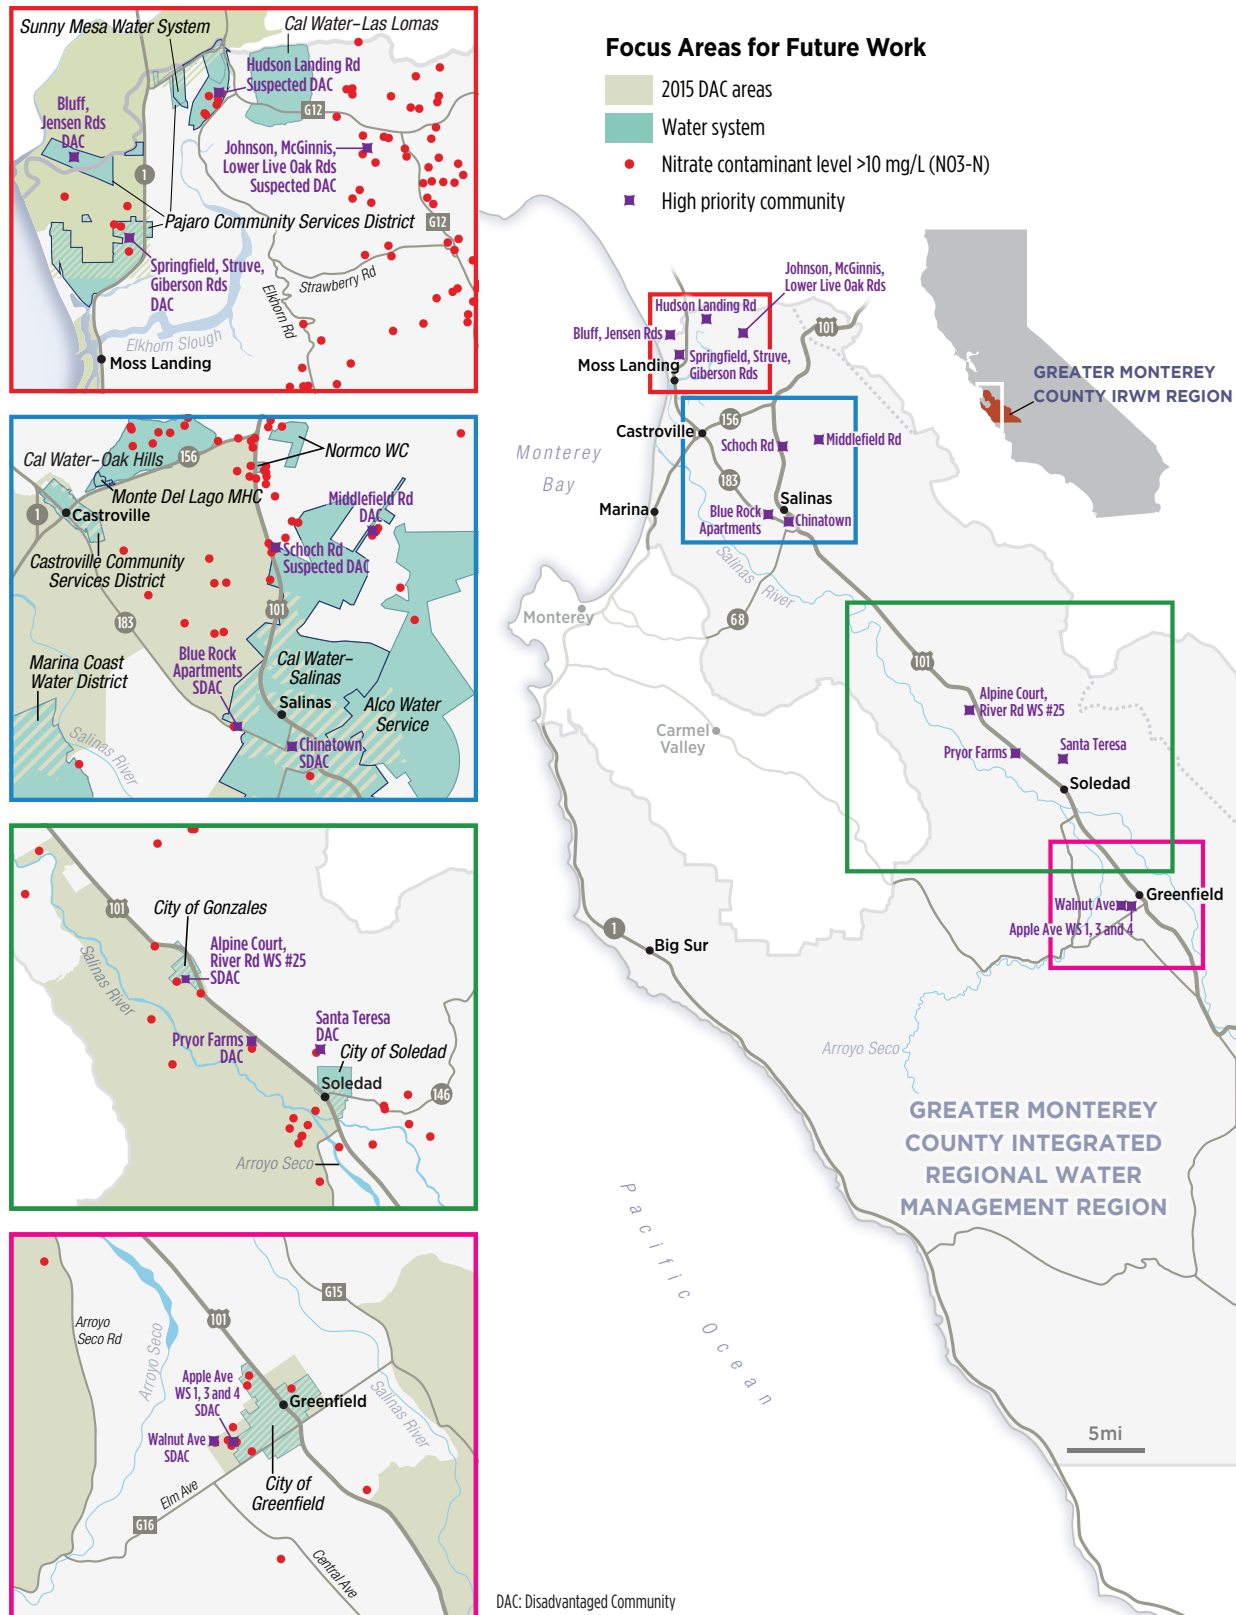 Sunny Mesa Water System
Cal Water–Las Lomas
Hudson Landing Rd
Suspected DAC
Bluff,
Jensen Rds
DAC
G12
Johnson, McGinnis,
Lower Live Oak Rds
Suspected DAC
1
Pajaro Community Services District
G12
Springfield, Struve,
Giberson Rds
DAC
Strawberry Rd
Elkhorn Rd
Elkhorn Slough
Moss Landing
Cal Water–Oak Hills
156
Normco WC
Monte Del Lago MHC
Middlefield Rd
DAC
1
Castroville
Schoch Rd
Suspected DAC
Castroville Community
Services District
101
183
Blue Rock
Apartments
SDAC
Cal Water–
Salinas
Marina Coast
Water District
Salinas
Alco Water
Service
Salinas River
Chinatown
SDAC
101
City of Gonzales
Alpine Court,
River Rd WS #25
SDAC
Salinas River
Santa Teresa
DAC
Pryor Farms
DAC
City of Soledad
Soledad
146
Arroyo Seco
G15
101
Arroyo
Seco Rd
Arroyo Seco
Apple Ave
WS 1, 3 and 4
SDAC
Greenfield
Salinas River
Walnut Ave
SDAC
City of
Greenfield
Elm Ave
G16
Central Ave
Focus Areas for Future Work
2015 DAC areas
Water system
Nitrate contaminant level >10 mg/L (NO3-N)
High priority community
Johnson, McGinnis,
Lower Live Oak Rds
Hudson Landing Rd
101
Bluff, Jensen Rds
Springfield, Struve,
Giberson Rds
Moss Landing
GREATER MONTEREY
COUNTY IRWM REGION
156
Castroville
Schoch Rd
Middlefield Rd
Monterey
Bay
183
Marina
Salinas
Blue Rock
Apartments
Chinatown
Salinas River
Monterey
68
101
Alpine Court,
River Rd WS #25
Carmel
Valley
Pryor Farms
Santa Teresa
Soledad
Greenfield
Walnut Ave
Apple Ave WS 1, 3 and 4
1
Big Sur
Arroyo Seco
GREATER MONTEREY
COUNTY INTEGRATED
REGIONAL WATER
MANAGEMENT REGION
Pacific Ocean
5mi
DAC: Disadvantaged Community